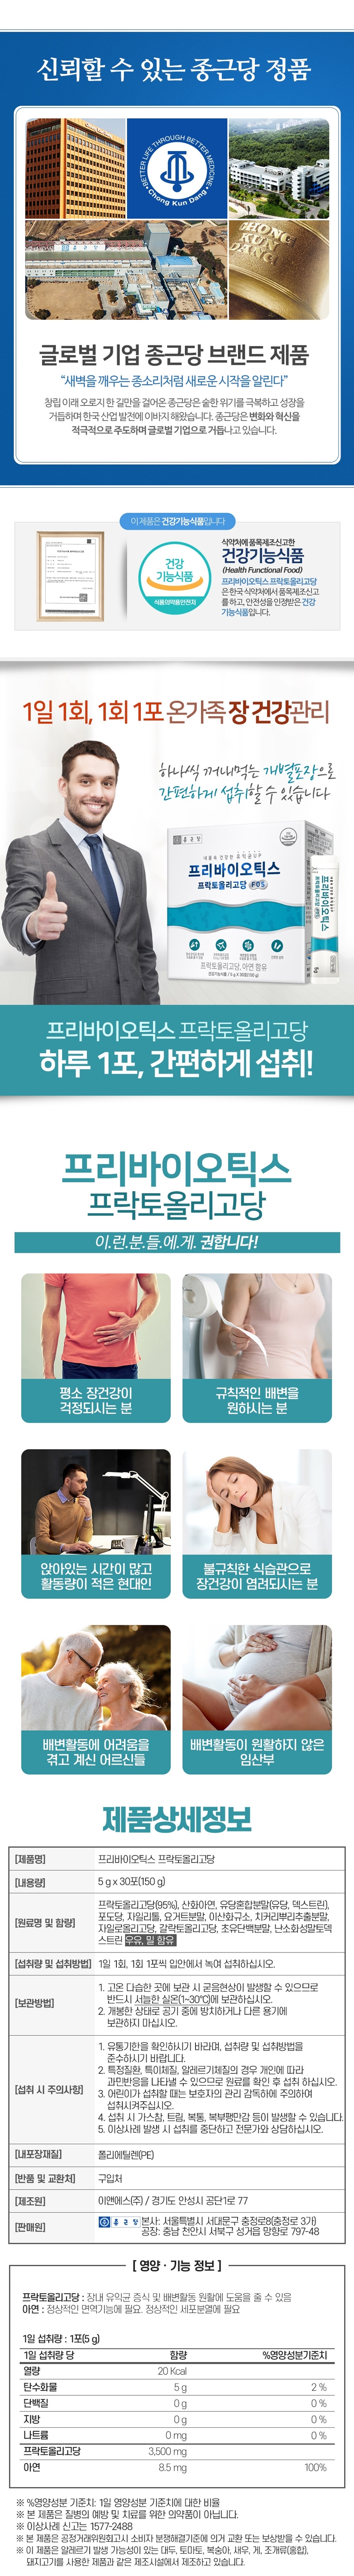 신뢰할 수 있는 종근당 정품
BETTER LIFE THROUGH BETTER MEDICINE
Chong Kun Dang
종근당
CHONG KUN DANG
글로벌 기업 종근당 브랜드 제품
“새벽을 깨우는 종소리처럼 새로운 시작을 알린다”
창립 이래 오로지 한 길만을 걸어온 종근당은 숱한 위기를 극복하고 성장을
거듭하며 한국 산업 발전에 이바지 해왔습니다. 종근당은 변화와 혁신을
적극적으로 주도하며 글로벌 기업으로 거듭나고 있습니다.
이 제품은 건강기능식품입니다
건강
기능식품
식품의약품안전처
식약처에 품목제조신고한
건강기능식품
(Health Functional Food)
프리바이오틱스 프락토올리고당
은 한국 식약처에서 품목제조신고
를 하고, 안전성을 인정받은 건강
기능식품입니다.
1일 1회, 1회 1포 온가족 장 건강관리
하나씩 꺼내먹는 개별포장으로
간편하게 섭취할 수 있습니다
종근당
프리바이오틱스
프락토올리고당 FOS
프락토올리고당, 아연 함유
건강기능식품 / 5 g x 30포(150 g)
프리바이오틱스
5g
프리바이오틱스 프락토올리고당
하루 1포, 간편하게 섭취!
프리바이오틱스
프락토올리고당
이.런.분.들.에.게. 권합니다!
평소 장건강이
걱정되시는 분
규칙적인 배변을
원하시는 분
앉아있는 시간이 많고
활동량이 적은 현대인
불규칙한 식습관으로
장건강이 염려되시는 분
배변활동에 어려움을
겪고 계신 어르신들
배변활동이 원활하지 않은
임산부
제품상세정보
[제품명] 프리바이오틱스 프락토올리고당
[내용량] 5 g x 30포(150 g)
[원료명 및 함량] 프락토올리고당(95%), 산화아연, 유당혼합분말(유당, 덱스트린),
포도당, 자일리톨, 요거트분말, 이산화규소, 치커리뿌리추출분말,
자일로올리고당, 갈락토올리고당, 초유단백분말, 난소화성말토덱
스트린 우유, 밀 함유
[섭취량 및 섭취방법] 1일 1회, 1회 1포씩 입안에서 녹여 섭취하십시오.
[보관방법] 1. 고온 다습한 곳에 보관 시 굳음현상이 발생할 수 있으므로
반드시 서늘한 실온(1~30℃)에 보관하십시오.
2. 개봉한 상태로 공기 중에 방치하거나 다른 용기에
보관하지 마십시오.
[섭취 시 주의사항] 1. 유통기한을 확인하시기 바라며, 섭취량 및 섭취방법을
준수하시기 바랍니다.
2. 특정질환, 특이체질, 알레르기체질의 경우 개인에 따라
과민반응을 나타낼 수 있으므로 원료를 확인 후 섭취 하십시오.
3. 어린이가 섭취할 때는 보호자의 관리 감독하에 주의하여
섭취시켜주십시오.
4. 섭취 시 가스참, 트림, 복통, 복부팽만감 등이 발생할 수 있습니다.
5. 이상사례 발생 시 섭취를 중단하고 전문가와 상담하십시오.
[내포장재질] 폴리에틸렌(PE)
[반품 및 교환처] 구입처
[제조원] 이앤에스(주) / 경기도 안성시 공단1로 77
[판매원] 종근당 본사: 서울특별시 서대문구 충정로8(충정로 3가)
공장: 충남 천안시 서북구 성거읍 망향로 797-48
[ 영양 · 기능 정보 ]
프락토올리고당 : 장내 유익균 증식 및 배변활동 원활에 도움을 줄 수 있음
아연 : 정상적인 면역기능에 필요. 정상적인 세포분열에 필요
1일 섭취량 : 1포(5 g)
1일 섭취량 당 함량 %영양성분기준치
열량 20 Kcal
탄수화물 5 g 2 %
단백질 0 g 0 %
지방 0 g 0 %
나트륨 0 mg 0 %
프락토올리고당 3,500 mg
아연 8.5 mg 100%
※ %영양성분 기준치: 1일 영양성분 기준치에 대한 비율
※ 본 제품은 질병의 예방 및 치료를 위한 의약품이 아닙니다.
※ 이상사례 신고는 1577-2488
※ 본 제품은 공정거래위원회고시 소비자 분쟁해결기준에 의거 교환 또는 보상받을 수 있습니다.
※ 이 제품은 알레르기 발생 가능성이 있는 대두, 토마토, 복숭아, 새우, 게, 조개류(홍합),
돼지고기를 사용한 제품과 같은 제조시설에서 제조하고 있습니다.